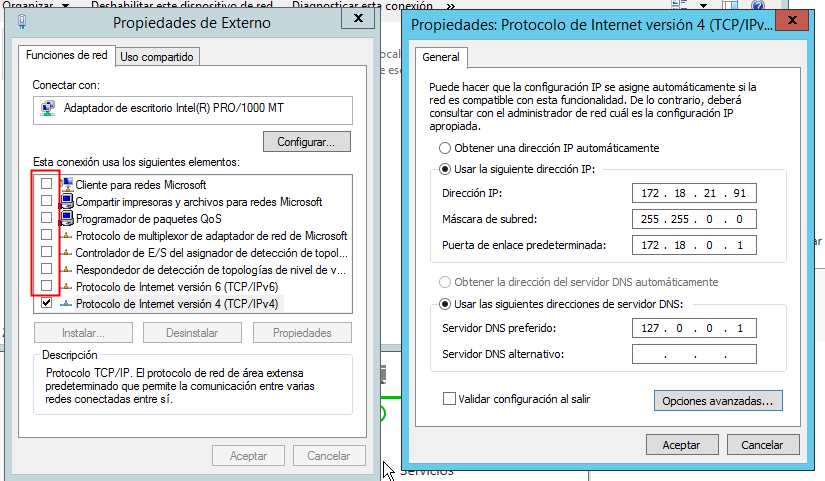 Organizar
Deshabilitar este dispositivo de red
Diagnosticar esta conexión
»
Propiedades de Externo
x
Funciones de red
Uso compartido
Conectar con:
Adaptador de escritorio Intel(R) PRO/1000 MT
Configurar...
Esta conexión usa los siguientes elementos:
Cliente para redes Microsoft
Compartir impresoras y archivos para redes Microsoft
Programador de paquetes QoS
Protocolo de multiplexor de adaptador de red de Microsoft
Controlador de E/S del asignador de detección de topol...
Respondedor de detección de topologías de nivel de v...
Protocolo de Internet versión 6 (TCP/IPv6)
Protocolo de Internet versión 4 (TCP/IPv4)
Instalar...
Desinstalar
Propiedades
Descripción
Protocolo TCP/IP. El protocolo de red de área extensa
predeterminado que permite la comunicación entre varias
redes conectadas entre sí.
Aceptar
Cancelar
Propiedades: Protocolo de Internet versión 4 (TCP/IPv...
x
General
Puede hacer que la configuración IP se asigne automáticamente si la
red es compatible con esta funcionalidad. De lo contrario, deberá
consultar con el administrador de red cuál es la configuración IP
apropiada.
Obtener una dirección IP automáticamente
Usar la siguiente dirección IP:
Dirección IP:
172 . 18 . 21 . 91
Máscara de subred:
255 . 255 . 0 . 0
Puerta de enlace predeterminada:
172 . 18 . 0 . 1
Obtener la dirección del servidor DNS automáticamente
Usar las siguientes direcciones de servidor DNS:
Servidor DNS preferido:
127 . 0 . 0 . 1
Servidor DNS alternativo:
. . .
Validar configuración al salir
Opciones avanzadas...
Aceptar
Cancelar
Servicios